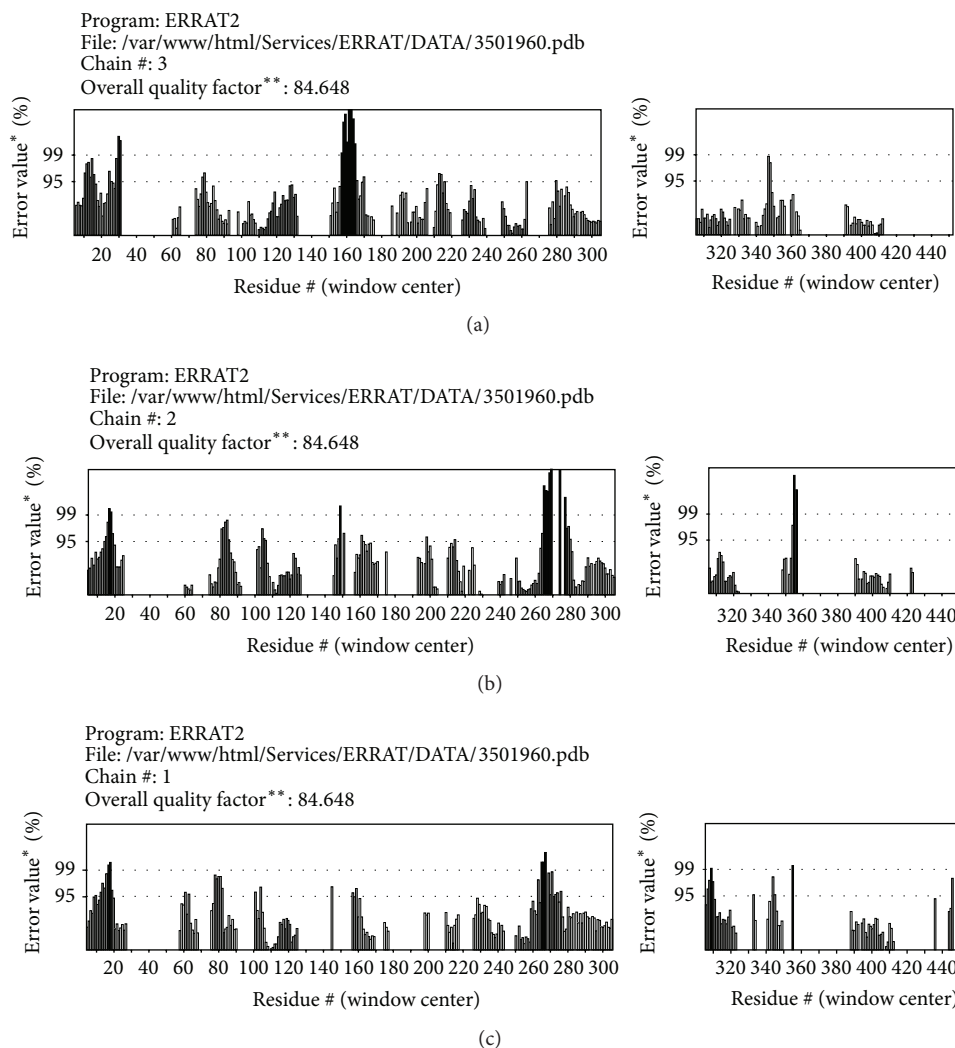 Program: ERRAT2
File: /var/www/html/Services/ERRAT/DATA/3501960.pdb
Chain #: 3
Overall quality factor**: 84.648
Error value* (%)
99
95
20 40 60 80 100 120 140 160 180 200 220 240 260 280 300
Residue # (window center)
Error value* (%)
99
95
320 340 360 380 400 420 440
Residue # (window center)
(a)
Program: ERRAT2
File: /var/www/html/Services/ERRAT/DATA/3501960.pdb
Chain #: 2
Overall quality factor**: 84.648
Error value* (%)
99
95
20 40 60 80 100 120 140 160 180 200 220 240 260 280 300
Residue # (window center)
Error value* (%)
99
95
320 340 360 380 400 420 440
Residue # (window center)
(b)
Program: ERRAT2
File: /var/www/html/Services/ERRAT/DATA/3501960.pdb
Chain #: 1
Overall quality factor**: 84.648
Error value* (%)
99
95
20 40 60 80 100 120 140 160 180 200 220 240 260 280 300
Residue # (window center)
Error value* (%)
99
95
320 340 360 380 400 420 440
Residue # (window center)
(c)